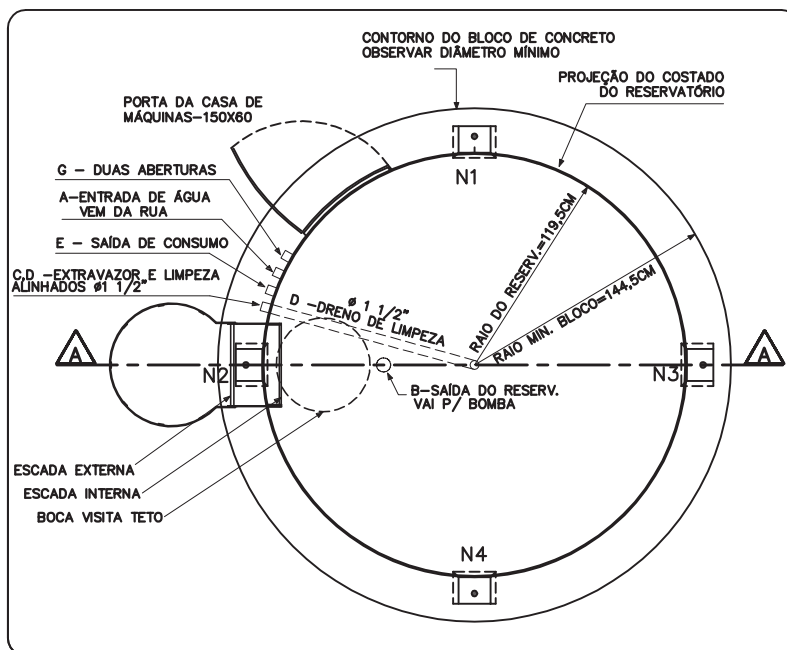 CONTORNO DO BLOCO DE CONCRETO
OBSERVAR DIÂMETRO MÍNIMO
PROJEÇÃO DO COSTADO
DO RESERVATÓRIO
PORTA DA CASA DE
MÁQUINAS-150X60
N1
G - DUAS ABERTURAS
A-ENTRADA DE ÁGUA
VEM DA RUA
E - SAÍDA DE CONSUMO
C,D -EXTRAVAZOR E LIMPEZA
ALINHADOS ø1 1/2"
ø 1 1/2"
D -DRENO DE LIMPEZA
RAIO DO RESERV.=119,5CM
RAIO MIN. BLOCO=144,5CM
A
A
N2
N3
B-SAÍDA DO RESERV.
VAI P/ BOMBA
ESCADA EXTERNA
ESCADA INTERNA
BOCA VISITA TETO
N4